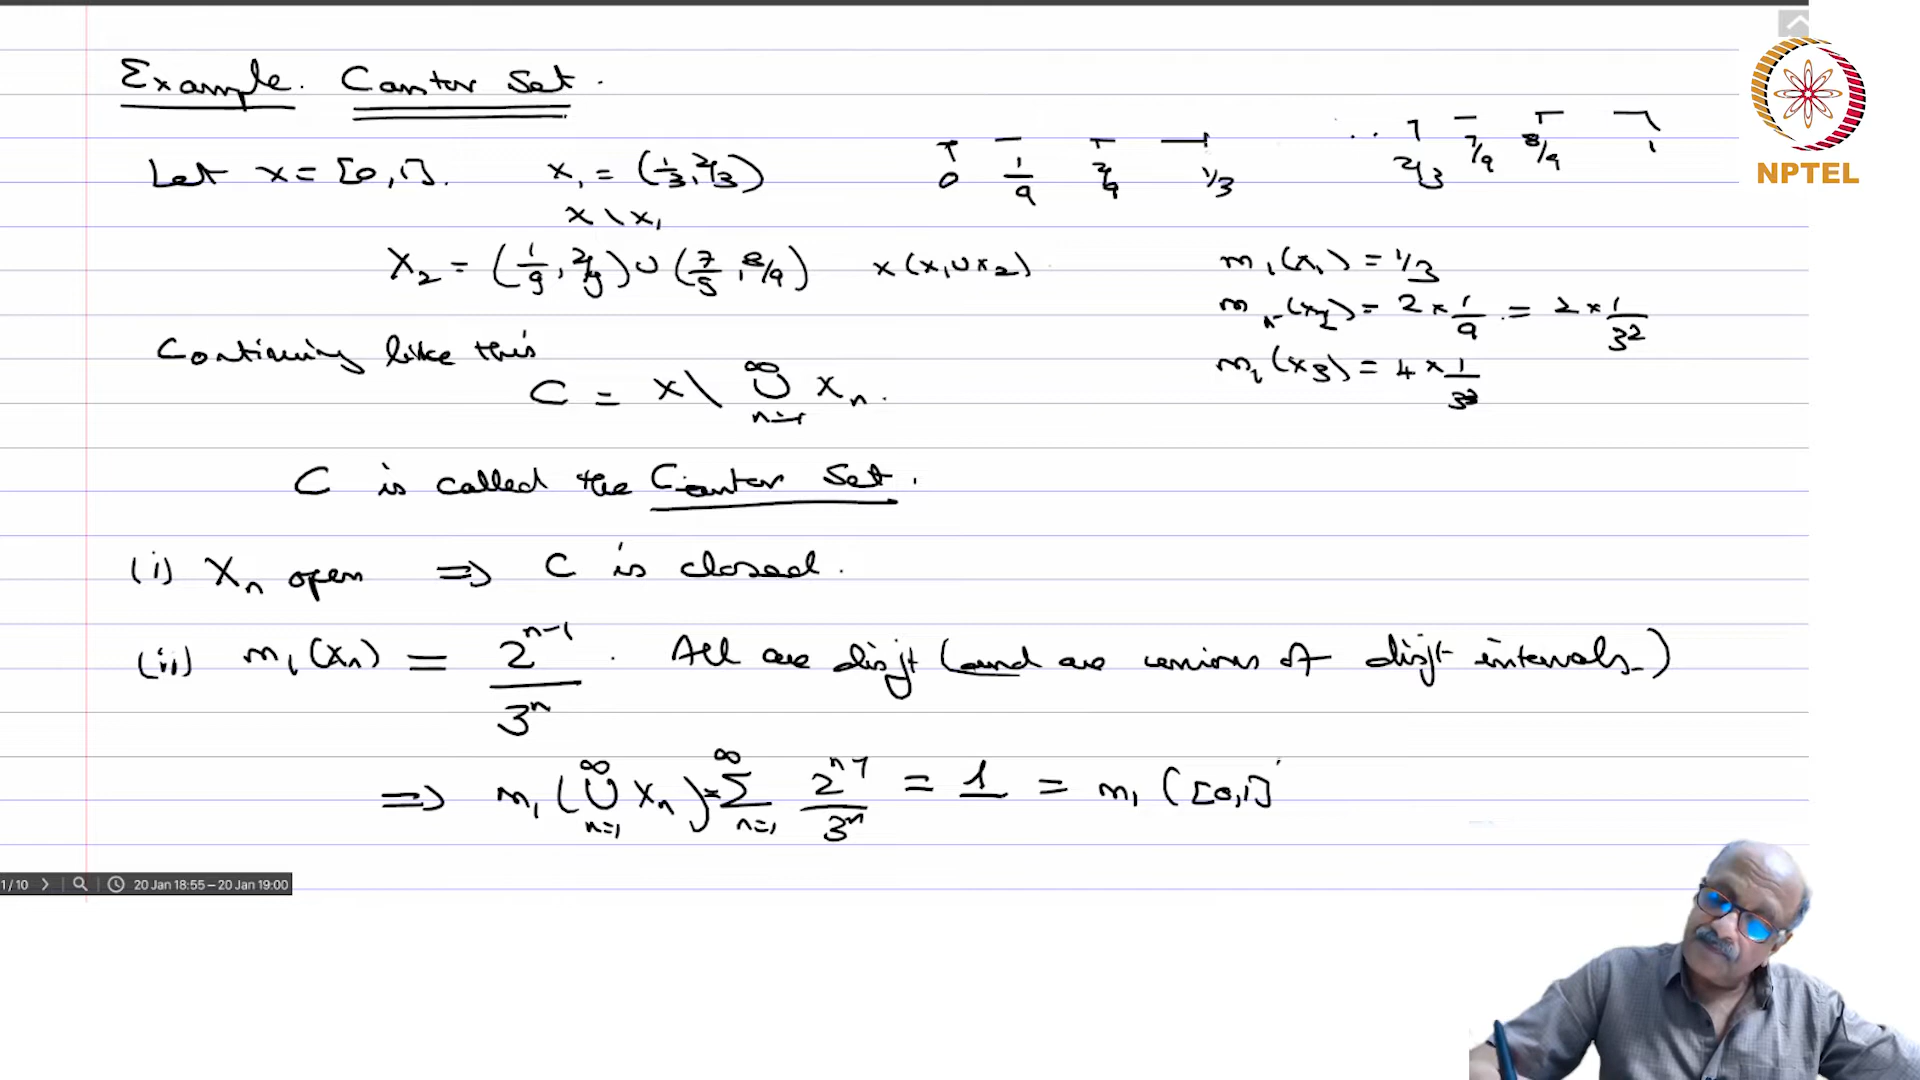 Example. Cantor Set.
Let X = [0,1]. X₁ = (1/3, 2/3)
X \ X₁
0 1/9 2/9 1/3 .. 2/3 7/9 8/9 1
X₂ = (1/9, 2/9) ∪ (7/9, 8/9) X (X₁ ∪ X₂)
m₁(X₁) = 1/3
m₁(X₂) = 2 × 1/9 = 2 × 1/3²
m₁(X₃) = 4 × 1/3³
Continuing like this
C = X \ ∪_{n=1}^{∞} Xₙ.
C is called the Cantor Set.
(i) Xₙ open ⇒ C is closed.
(ii) m₁(Xₙ) = 2^{n-1}/3^n. All are disjt (and are unions of disjt intervals.)
⇒ m₁(∪_{n=1}^{∞} Xₙ) = Σ_{n=1}^{∞} 2^{n-1}/3^n = 1 = m₁([0,1]
NPTEL
1/10 20 Jan 18:55 – 20 Jan 19:00